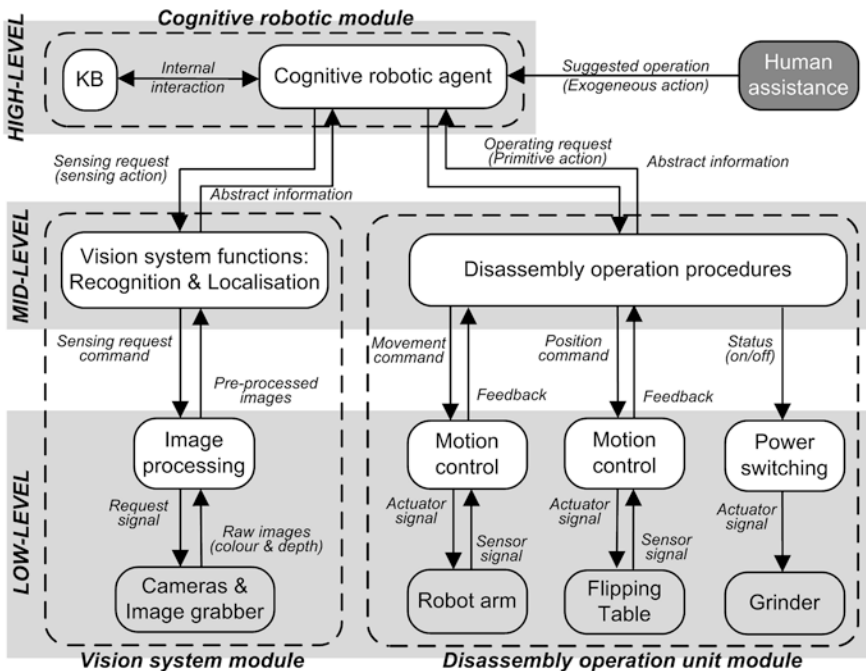 Cognitive robotic module
HIGH-LEVEL
KB
Internal
interaction
Cognitive robotic agent
Suggested operation
(Exogeneous action)
Human
assistance
Sensing request
(sensing action)
Abstract information
Operating request
(Primitive action)
Abstract information
MID-LEVEL
Vision system functions:
Recognition & Localisation
Disassembly operation procedures
Sensing request
command
Pre-processed
images
Movement
command
Feedback
Position
command
Feedback
Status
(on/off)
LOW-LEVEL
Image
processing
Motion
control
Motion
control
Power
switching
Request
signal
Raw images
(colour & depth)
Actuator
signal
Sensor
signal
Actuator
signal
Sensor
signal
Actuator
signal
Cameras &
Image grabber
Robot arm
Flipping
Table
Grinder
Vision system module
Disassembly operation unit module